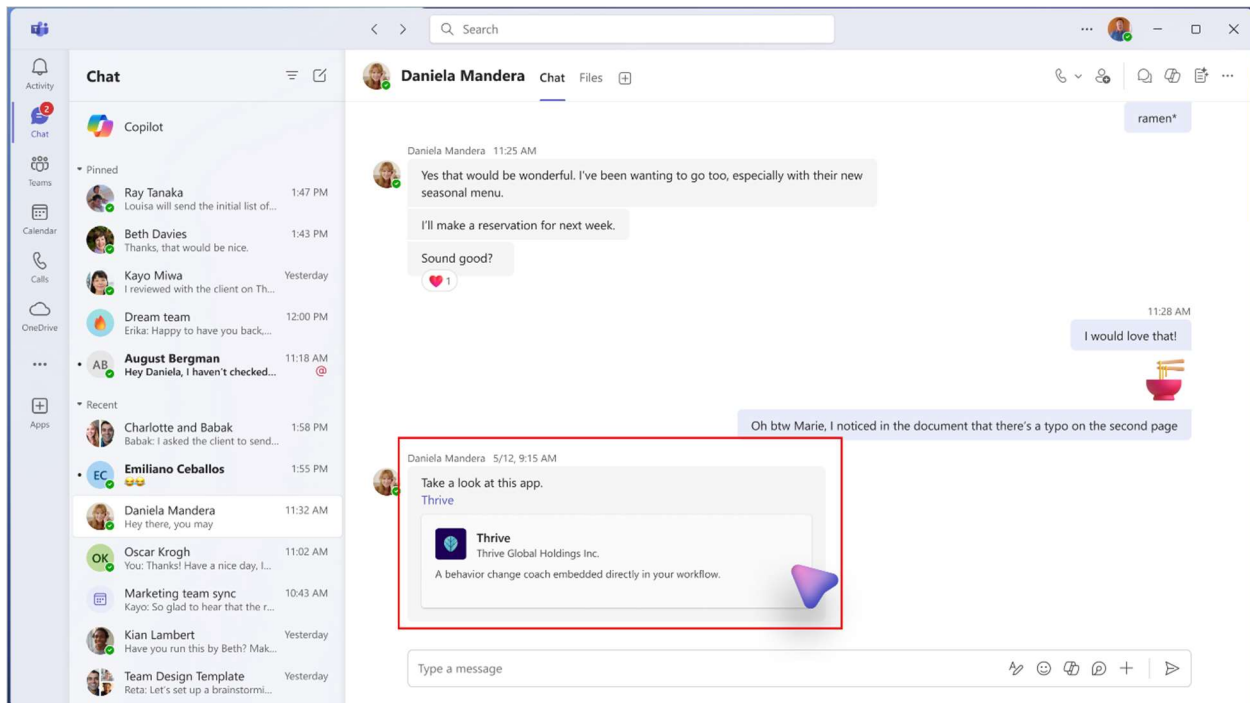 Search
Activity
2
Chat
Teams
Calendar
Calls
OneDrive
Apps
Chat
Copilot
Pinned
Ray Tanaka 1:47 PM
Louisa will send the initial list of...
Beth Davies 1:43 PM
Thanks, that would be nice.
Kayo Miwa Yesterday
I reviewed with the client on Th...
Dream team 12:00 PM
Erika: Happy to have you back,...
AB August Bergman 11:18 AM
Hey Daniela, I haven't checked... @
Recent
Charlotte and Babak 1:58 PM
Babak: I asked the client to send...
EC Emiliano Ceballos 1:55 PM
Daniela Mandera 11:32 AM
Hey there, you may
OK Oscar Krogh 11:02 AM
You: Thanks! Have a nice day, I...
Marketing team sync 10:43 AM
Kayo: So glad to hear that the r...
Kian Lambert Yesterday
Have you run this by Beth? Mak...
Team Design Template Yesterday
Reta: Let's set up a brainstormi...
Daniela Mandera Chat Files
ramen*
Daniela Mandera 11:25 AM
Yes that would be wonderful. I've been wanting to go too, especially with their new
seasonal menu.
I'll make a reservation for next week.
Sound good?
1
11:28 AM
I would love that!
Oh btw Marie, I noticed in the document that there's a typo on the second page
Daniela Mandera 5/12, 9:15 AM
Take a look at this app.
Thrive
Thrive
Thrive Global Holdings Inc.
A behavior change coach embedded directly in your workflow.
Type a message